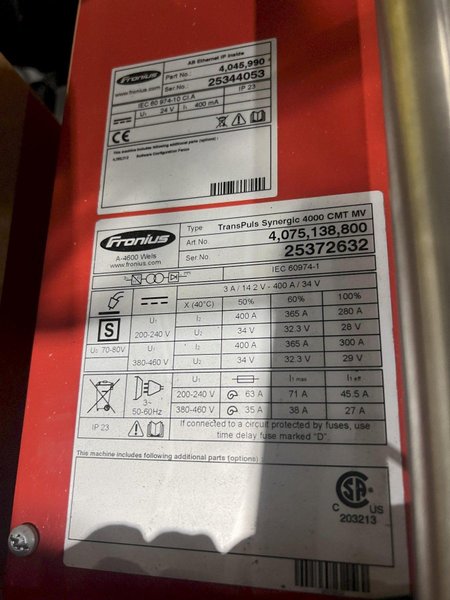 AB Ethernet IP Inside
Fronius
www.fronius.com
Part No.: 4,045,990
Ser.No.: 25344053
IEC 60 974-10 Cl.A
IP 23
U1 24 V I1 400 mA
CE
This machine includes following additional parts (options) :
Software Configuration Fanuc
Fronius
A-4600 Wels
www.fronius.com
Type TransPuls Synergic 4000 CMT MV
Art.No. 4,075,138,800
Ser.No. 25372632
IEC 60974-1
3 A / 14.2 V - 400 A / 34 V
X (40°C) 50% 60% 100%
S
U0 70-80V
U1 200-240 V I2 400 A 365 A 280 A
U2 34 V 32.3 V 28 V
U1 380-460 V I2 400 A 365 A 300 A
U2 34 V 32.3 V 29 V
3~
50-60Hz
U1 I1 max I1 eff
200-240 V 63 A 71 A 45.5 A
380-460 V 35 A 38 A 27 A
IP 23
If connected to a circuit protected by fuses, use
time delay fuse marked "D".
This machine includes following additional parts (options) :
CSA
C US
203213